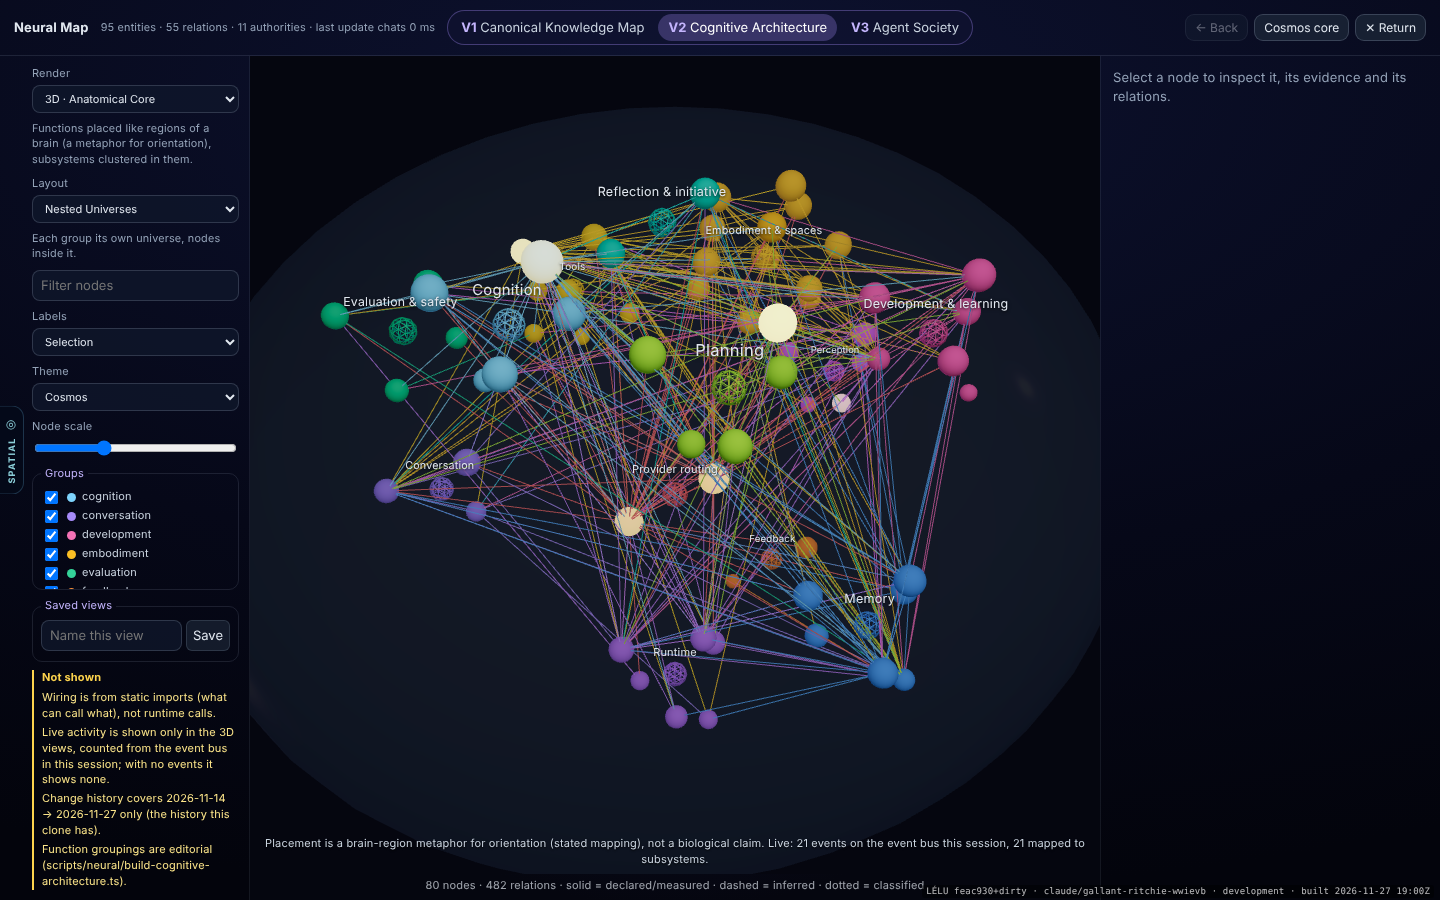 Neural Map
95 entities · 55 relations · 11 authorities · last update chats 0 ms
V1 Canonical Knowledge Map
V2 Cognitive Architecture
V3 Agent Society
← Back
Cosmos core
✕ Return
Render
3D · Anatomical Core
Functions placed like regions of a
brain (a metaphor for orientation),
subsystems clustered in them.
Layout
Nested Universes
Each group its own universe, nodes
inside it.
Filter nodes
Labels
Selection
Theme
Cosmos
Node scale
Groups
cognition
conversation
development
embodiment
evaluation
Saved views
Name this view
Save
Not shown
Wiring is from static imports (what
can call what), not runtime calls.
Live activity is shown only in the 3D
views, counted from the event bus
in this session; with no events it
shows none.
Change history covers 2026-11-14
→ 2026-11-27 only (the history this
clone has).
Function groupings are editorial
(scripts/neural/build-cognitive-
architecture.ts).
SPATIAL
Reflection & initiative
Embodiment & spaces
Tools
Cognition
Evaluation & safety
Development & learning
Planning
Perception
Conversation
Provider routing
Feedback
Memory
Runtime
Placement is a brain-region metaphor for orientation (stated mapping), not a biological claim. Live: 21 events on the event bus this session, 21 mapped to
subsystems.
80 nodes · 482 relations · solid = declared/measured · dashed = inferred · dotted = classified
Select a node to inspect it, its evidence and its
relations.
LÉLU feac930+dirty · claude/gallant-ritchie-wwievb · development · built 2026-11-27 19:00Z